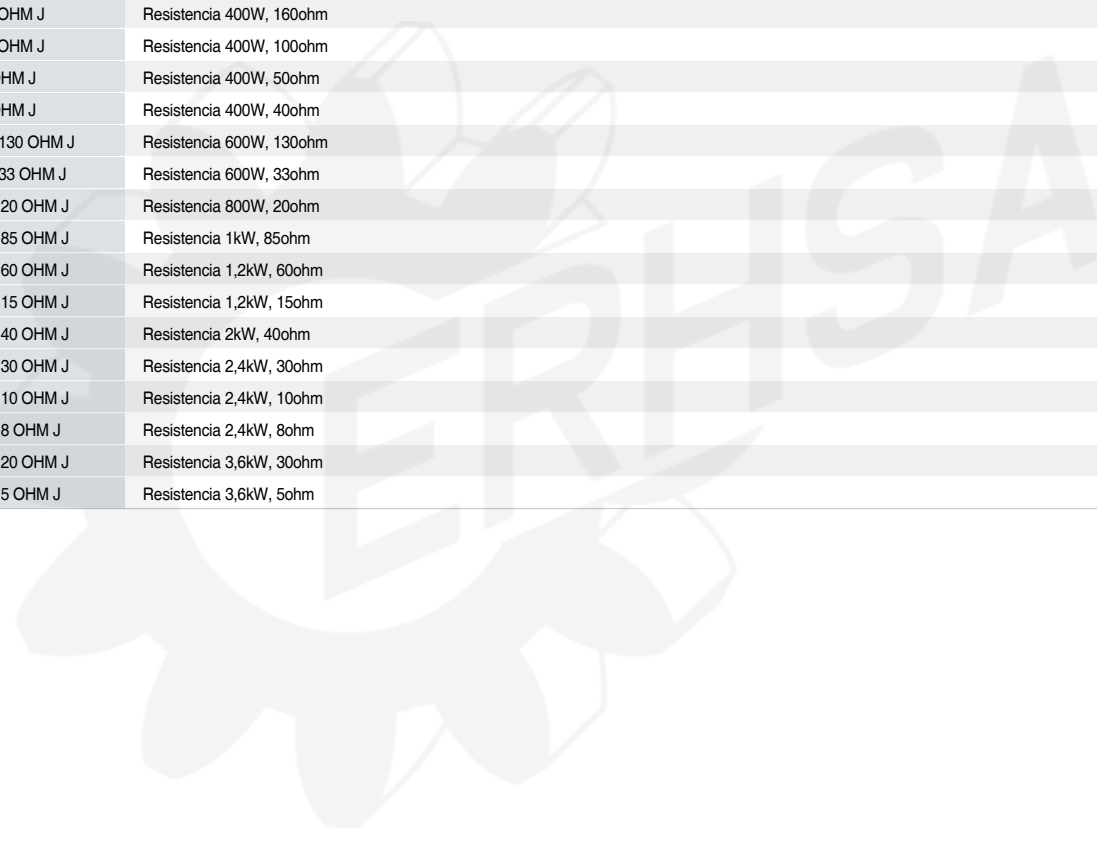 OHM J Resistencia 400W, 160ohm
OHM J Resistencia 400W, 100ohm
HM J Resistencia 400W, 50ohm
HM J Resistencia 400W, 40ohm
130 OHM J Resistencia 600W, 130ohm
33 OHM J Resistencia 600W, 33ohm
20 OHM J Resistencia 800W, 20ohm
85 OHM J Resistencia 1kW, 85ohm
60 OHM J Resistencia 1,2kW, 60ohm
15 OHM J Resistencia 1,2kW, 15ohm
40 OHM J Resistencia 2kW, 40ohm
30 OHM J Resistencia 2,4kW, 30ohm
10 OHM J Resistencia 2,4kW, 10ohm
8 OHM J Resistencia 2,4kW, 8ohm
20 OHM J Resistencia 3,6kW, 30ohm
5 OHM J Resistencia 3,6kW, 5ohm
ERHSA